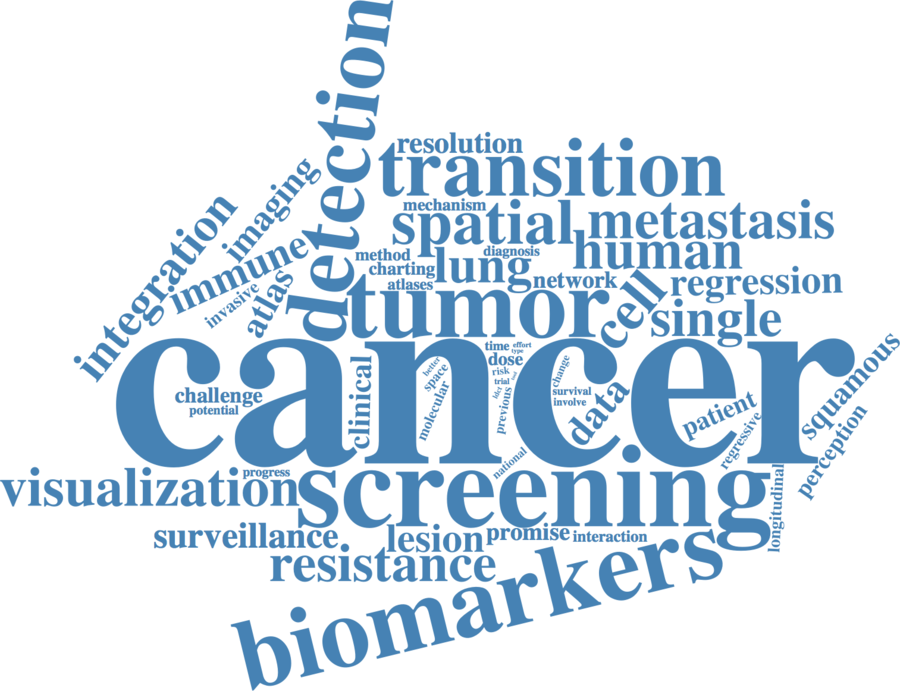 detection
resolution
transition
imaging
mechanism
integration
spatial
metastasis
immune
method
diagnosis
human
charting
lung
invasive
atlas
atlases
network
cell
regression
tumor
single
cancer
time
effort
type
dose
squamous
clinical
better
space
risk
trial
change
challenge
potential
molecular
previous
survival
involve
data
patient
regressive
perception
national
visualization
progress
screening
longitudinal
surveillance
lesion
promise
interaction
resistance
biomarkers